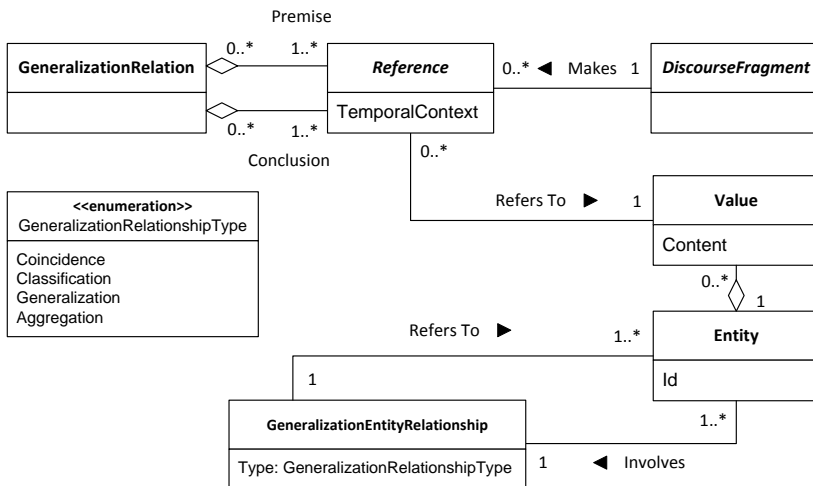 Premise
0..*
1..*
GeneralizationRelation
Reference
0..* ◄ Makes 1
DiscourseFragment
TemporalContext
0..*
1..*
0..*
Conclusion
<<enumeration>>
GeneralizationRelationshipType
Coincidence
Classification
Generalization
Aggregation
Refers To ►
1
Value
Content
0..*
1
Refers To ►
1..*
Entity
Id
1
1..*
GeneralizationEntityRelationship
Type: GeneralizationRelationshipType
1 ◄ Involves